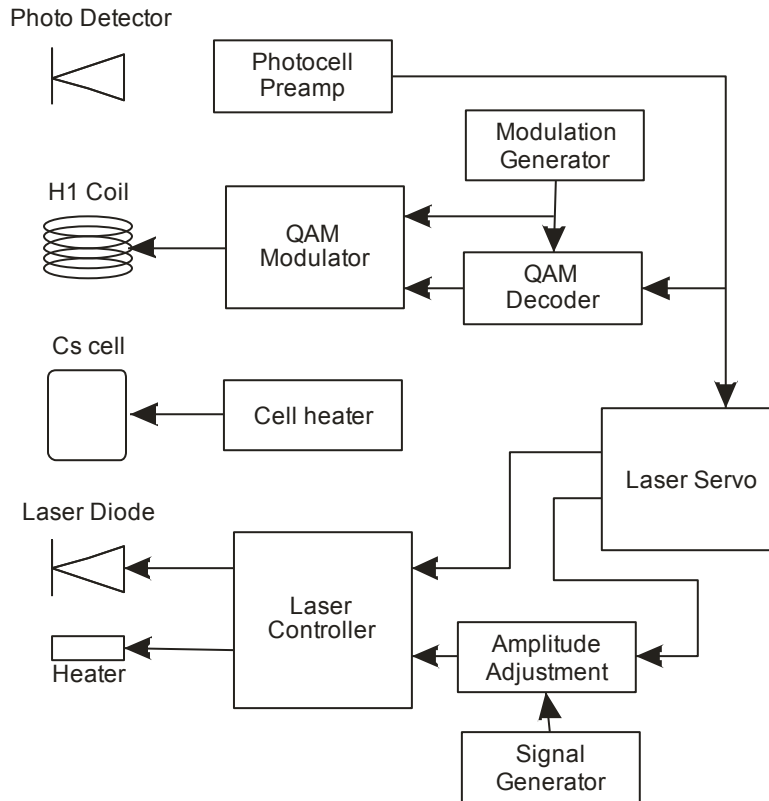 Photo Detector
Photocell
Preamp
Modulation
Generator
H1 Coil
QAM
Modulator
QAM
Decoder
Cs cell
Cell heater
Laser Servo
Laser Diode
Laser
Controller
Amplitude
Adjustment
Heater
Signal
Generator